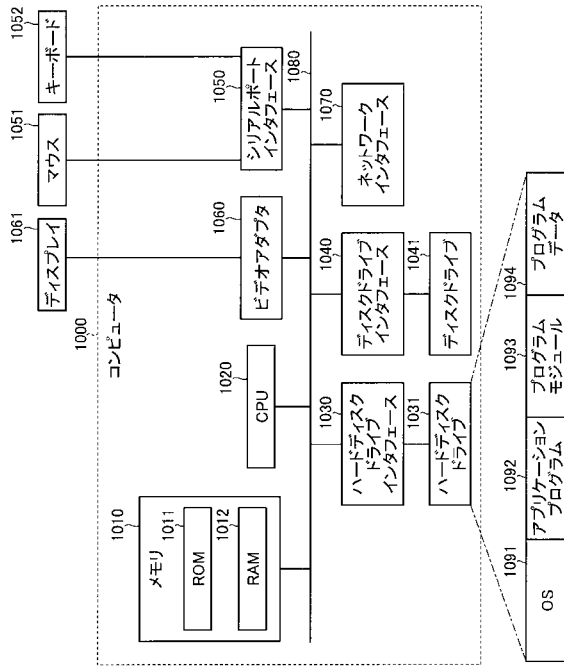 1000
コンピュータ
1010
メモリ
1011
ROM
1012
RAM
1020
CPU
1061
ディスプレイ
1051
マウス
1052
キーボード
1060
ビデオアダプタ
1050
シリアルポート
インタフェース
1080
1030
ハードディスク
ドライブ
インタフェース
1040
ディスクドライブ
インタフェース
1070
ネットワーク
インタフェース
1031
ハードディスク
ドライブ
1041
ディスクドライブ
1091
OS
1092
アプリケーション
プログラム
1093
プログラム
モジュール
1094
プログラム
データ